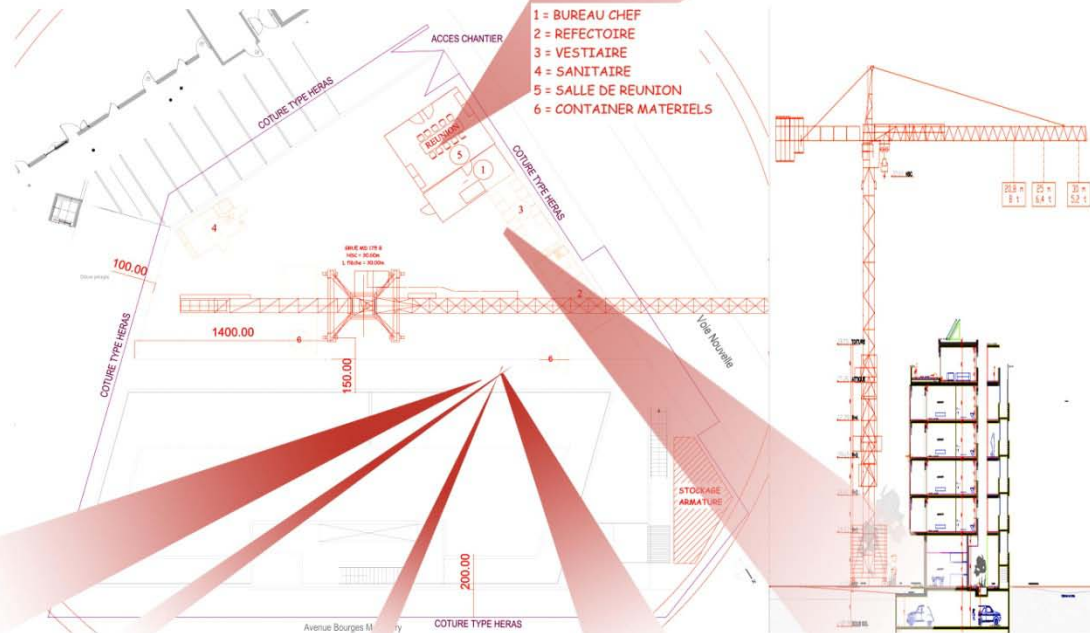 1 = BUREAU CHEF
2 = REFECTOIRE
3 = VESTIAIRE
4 = SANITAIRE
5 = SALLE DE REUNION
6 = CONTAINER MATERIELS
ACCES CHANTIER
COTURE TYPE HERAS
REUNION
5
1
COTURE TYPE HERAS
3
4
100.00
2
1400.00
6
150.00
6
COTURE TYPE HERAS
Voie Nouvelle
STOCKAGE
ARMATURE
200.00
Avenue Bourges
COTURE TYPE HERAS
20,8 m
8 t
25 m
6,4 t
30 m
5,2 t